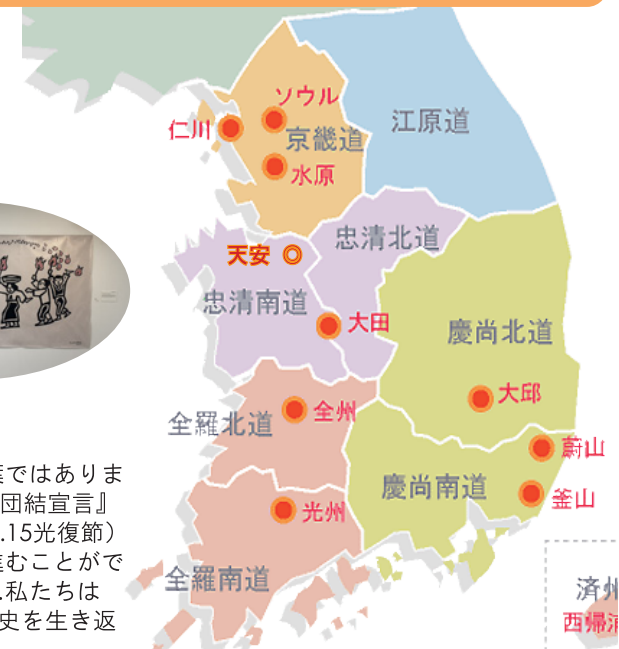 ソウル
仁川
京畿道
江原道
水原
忠清北道
天安
忠清南道
大田
慶尚北道
大邱
全州
全羅北道
蔚山
慶尚南道
釜山
光州
全羅南道
葉ではありま
団結宣言』
.15光復節）
進むことがで
.私たちは
史を生き返
済州
西帰浦